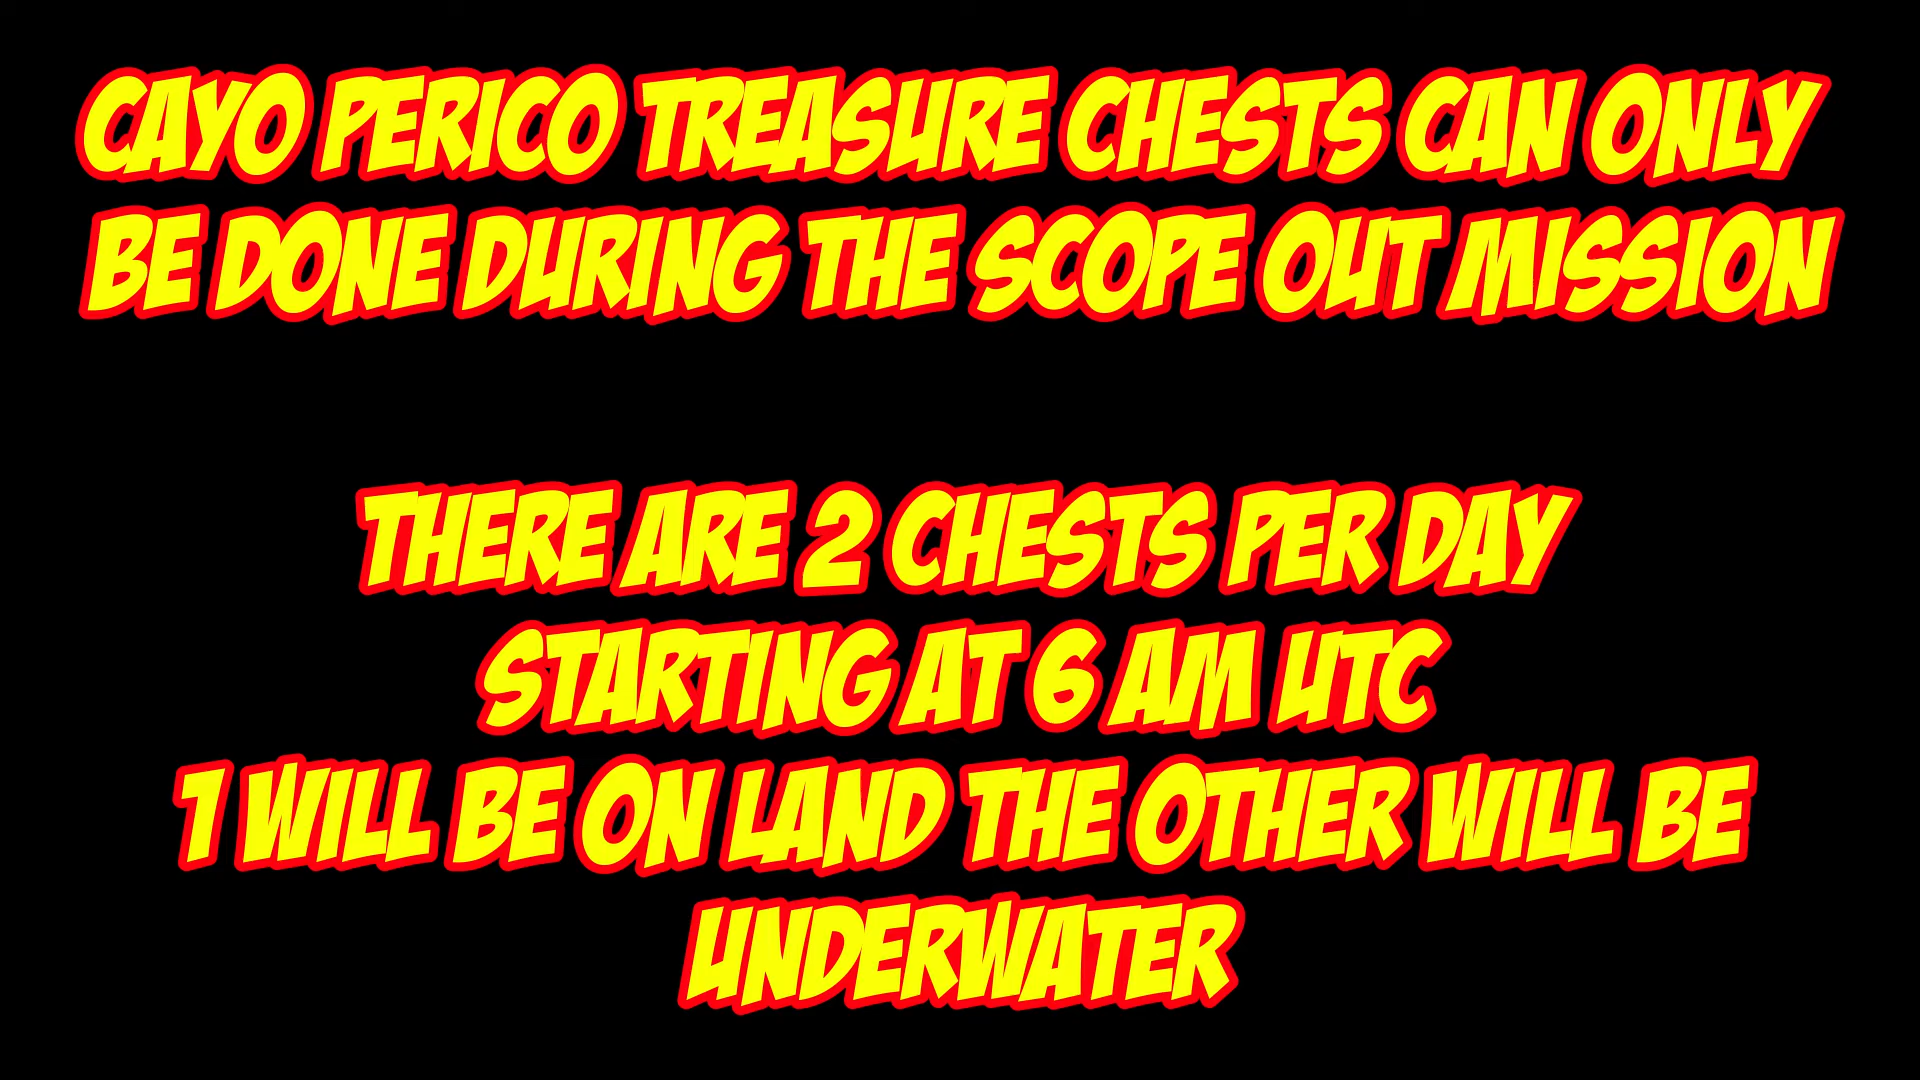 CAYO PERICO TREASURE CHESTS CAN ONLY
BE DONE DURING THE SCOPE OUT MISSION
THERE ARE 2 CHESTS PER DAY
STARTING AT 6 AM UTC
1 WILL BE ON LAND THE OTHER WILL BE
UNDERWATER